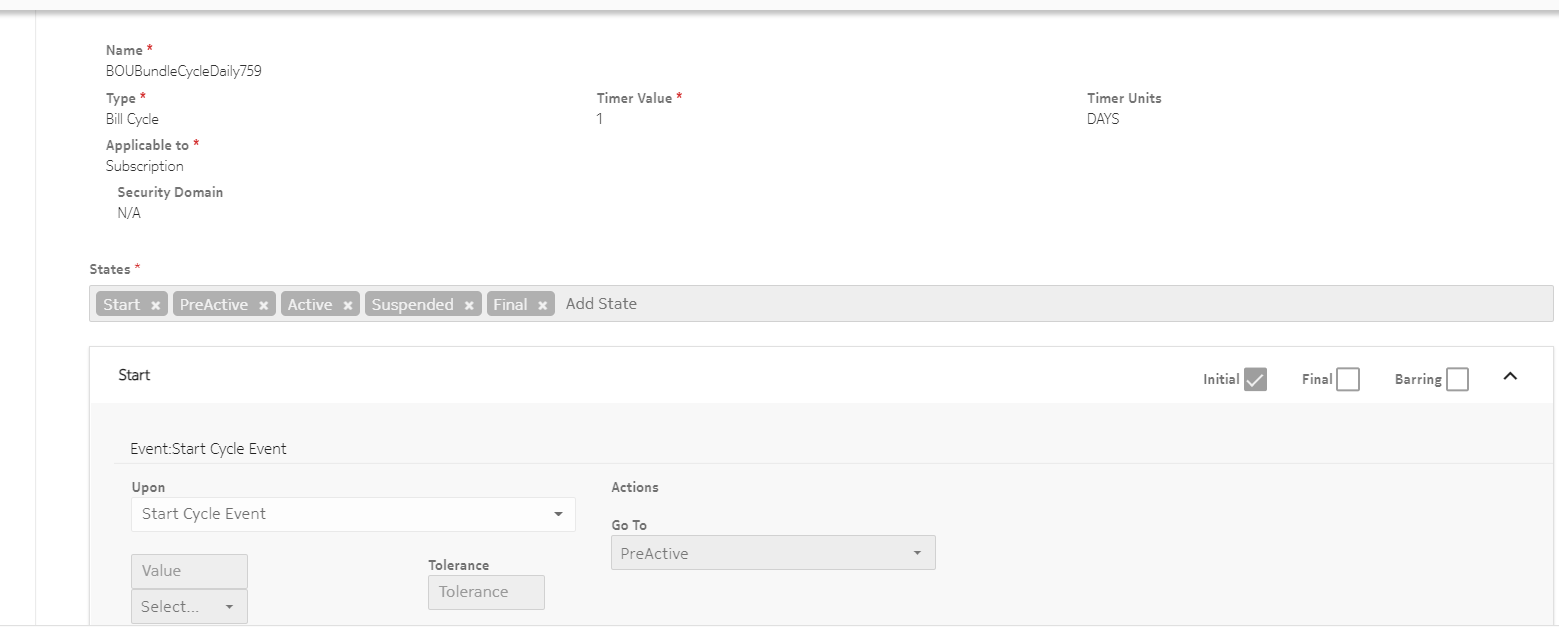 Name *
BOUBundleCycleDaily759
Type * Timer Value * Timer Units
Bill Cycle 1 DAYS
Applicable to *
Subscription
Security Domain
N/A
States *
Start × PreActive × Active × Suspended × Final × Add State
Start Initial Final Barring
Event:Start Cycle Event
Upon Actions
Start Cycle Event
Go To
PreActive
Value Tolerance
Select... Tolerance